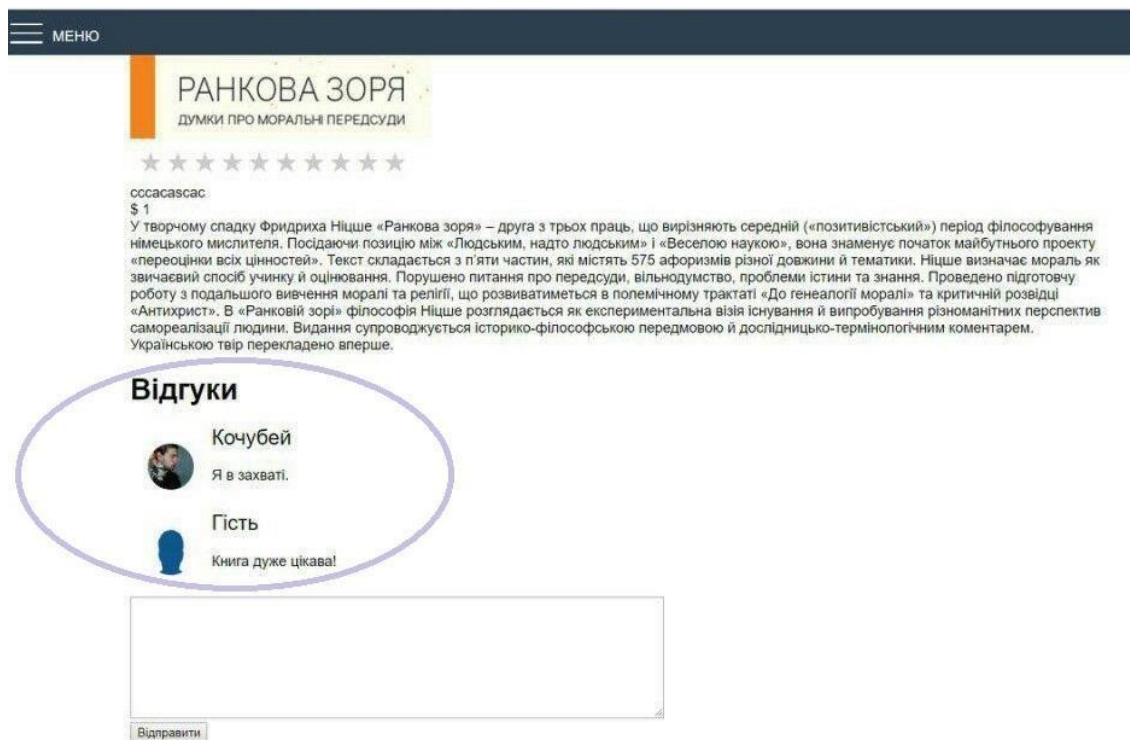 МЕНЮ
РАНКОВА ЗОРЯ
ДУМКИ ПРО МОРАЛЬНІ ПЕРЕДСУДИ
cccacascac
$ 1
У творчому спадку Фридриха Ніцше «Ранкова зоря» – друга з трьох праць, що вирізняють середній («позитивістський») період філософування
німецького мислителя. Посідаючи позицію між «Людським, надто людським» і «Веселою наукою», вона знаменує початок майбутнього проекту
«переоцінки всіх цінностей». Текст складається з п'яти частин, які містять 575 афоризмів різної довжини й тематики. Ніцше визначає мораль як
звичаєвий спосіб учинку й оцінювання. Порушено питання про передсуди, вільнодумство, проблеми істини та знання. Проведено підготовчу
роботу з подальшого вивчення моралі та релігії, що розвиватиметься в полемічному трактаті «До генеалогії моралі» та критичній розвідці
«Антихрист». В «Ранковій зорі» філософія Ніцше розглядається як експериментальна візія існування й випробування різноманітних перспектив
самореалізації людини. Видання супроводжується історико-філософською передмовою й дослідницько-термінологічним коментарем.
Українською твір перекладено вперше.
Відгуки
Кочубей
Я в захваті.
Гість
Книга дуже цікава!
Відправити